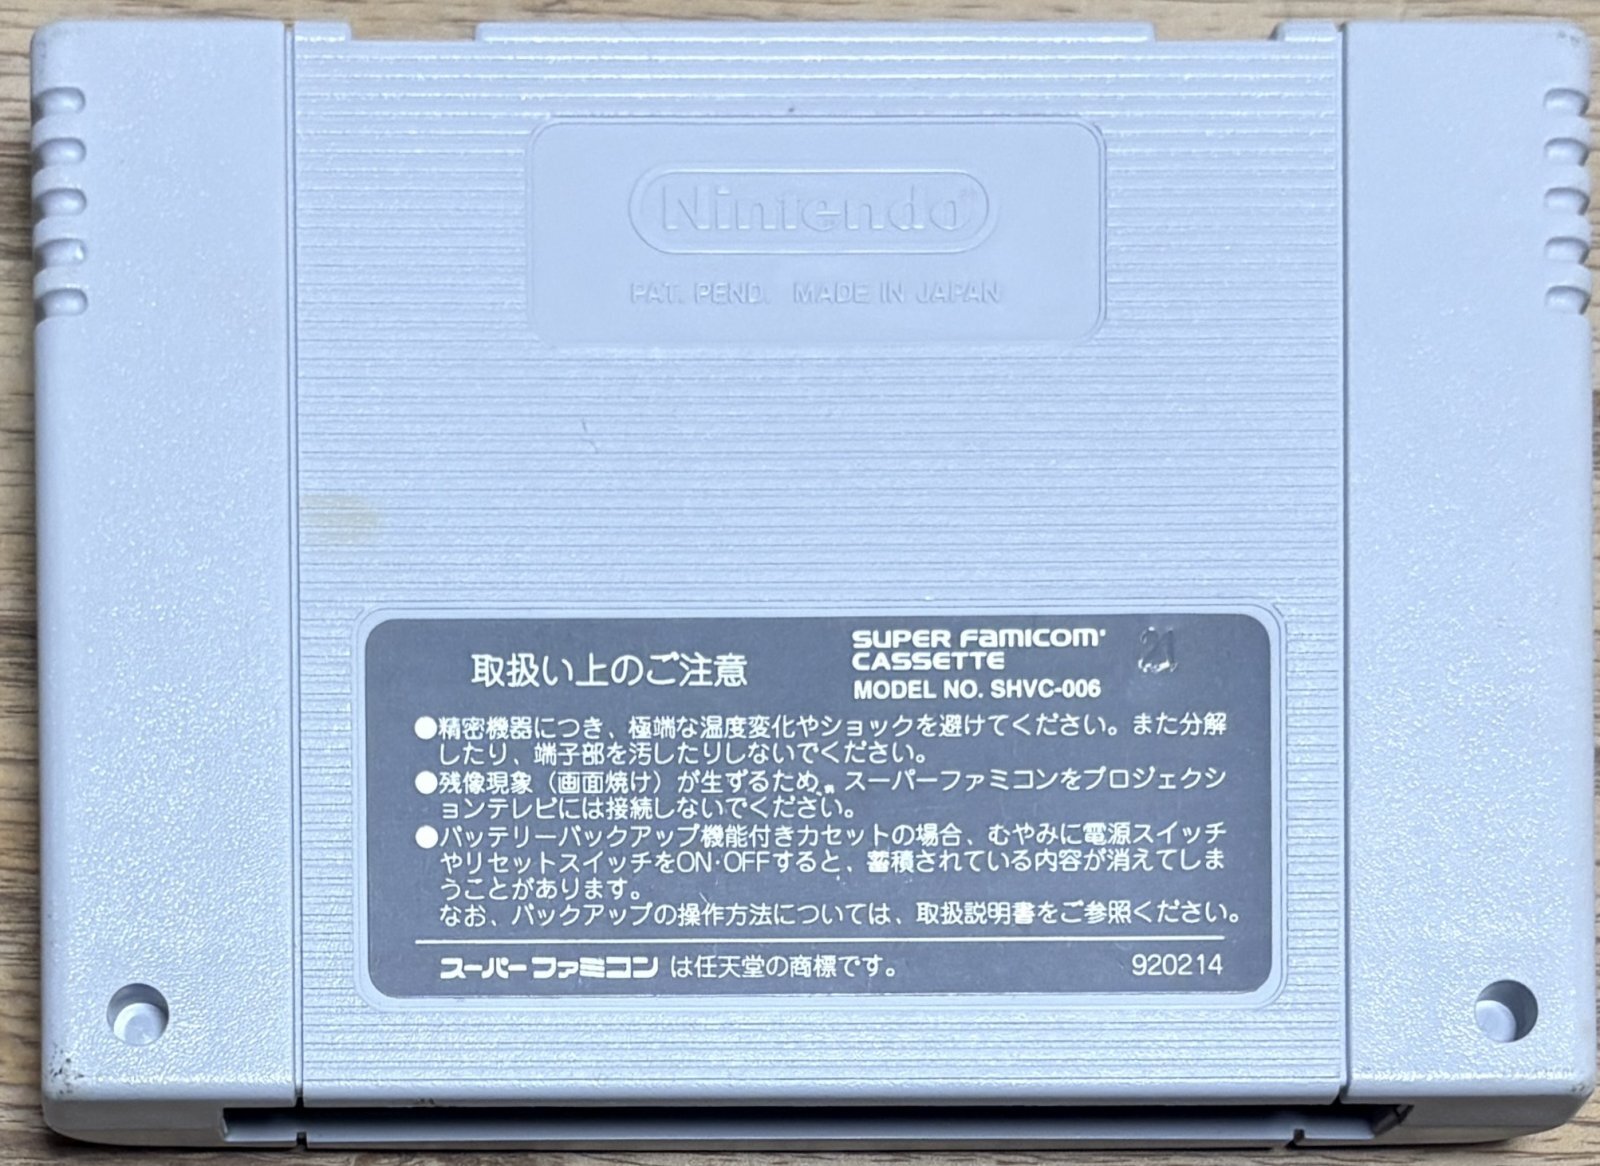 Nintendo®
PAT. PEND. MADE IN JAPAN
取扱い上のご注意
SUPER FAMICOM
CASSETTE
MODEL NO. SHVC-006
21
●精密機器につき、極端な温度変化やショックを避けてください。また分解
したり、端子部を汚したりしないでください。
●残像現象（画面焼け）が生ずるため、スーパーファミコンをプロジェクシ
ョンテレビには接続しないでください。
●バッテリーバックアップ機能付きカセットの場合、むやみに電源スイッチ
やリセットスイッチをON・OFFすると、蓄積されている内容が消えてしま
うことがあります。
なお、バックアップの操作方法については、取扱説明書をご参照ください。
スーパーファミコン は任天堂の商標です。
920214